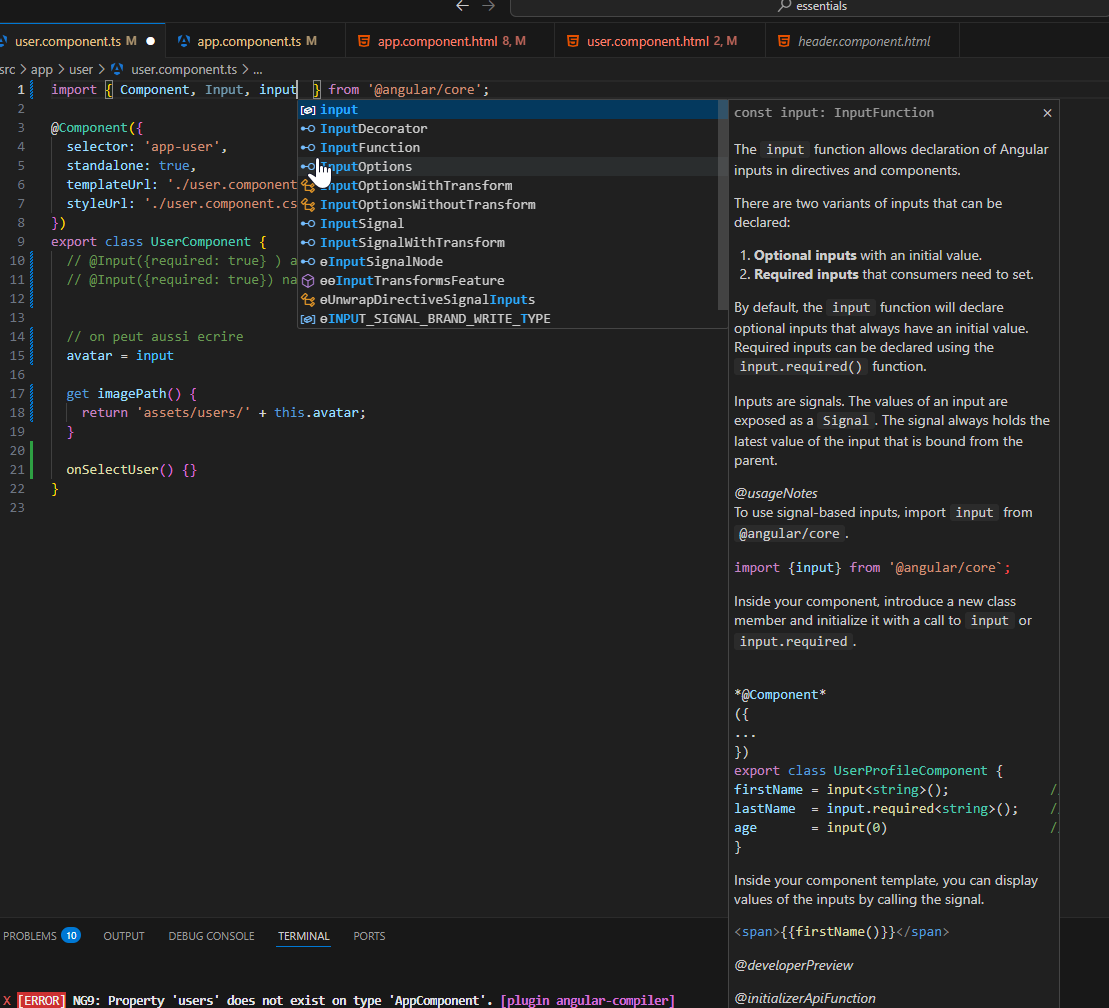 essentials
user.component.ts M
app.component.ts M
app.component.html 8, M
user.component.html 2, M
header.component.html
src > app > user > user.component.ts > ...
1 import { Component, Input, input } from '@angular/core';
2
3 @Component({
4 selector: 'app-user',
5 standalone: true,
6 templateUrl: './user.component
7 styleUrl: './user.component.cs
8 })
9 export class UserComponent {
10 // @Input({required: true} ) a
11 // @Input({required: true}) na
12
13
14 // on peut aussi ecrire
15 avatar = input
16
17 get imagePath() {
18 return 'assets/users/' + this.avatar;
19 }
20
21 onSelectUser() {}
22 }
23
input
InputDecorator
InputFunction
InputOptions
InputOptionsWithTransform
InputOptionsWithoutTransform
InputSignal
InputSignalWithTransform
ɵInputSignalNode
ɵɵInputTransformsFeature
ɵUnwrapDirectiveSignalInputs
ɵINPUT_SIGNAL_BRAND_WRITE_TYPE
const input: InputFunction
The input function allows declaration of Angular
inputs in directives and components.
There are two variants of inputs that can be
declared:
1. Optional inputs with an initial value.
2. Required inputs that consumers need to set.
By default, the input function will declare
optional inputs that always have an initial value.
Required inputs can be declared using the
input.required() function.
Inputs are signals. The values of an input are
exposed as a Signal. The signal always holds the
latest value of the input that is bound from the
parent.
@usageNotes
To use signal-based inputs, import input from
@angular/core.
import {input} from '@angular/core`;
Inside your component, introduce a new class
member and initialize it with a call to input or
input.required.
*@Component*
({
...
})
export class UserProfileComponent {
firstName = input<string>(); /
lastName = input.required<string>(); /
age = input(0) /
}
Inside your component template, you can display
values of the inputs by calling the signal.
<span>{{firstName()}}</span>
@developerPreview
@initializerApiFunction
PROBLEMS 10
OUTPUT
DEBUG CONSOLE
TERMINAL
PORTS
X [ERROR] NG9: Property 'users' does not exist on type 'AppComponent'. [plugin angular-compiler]